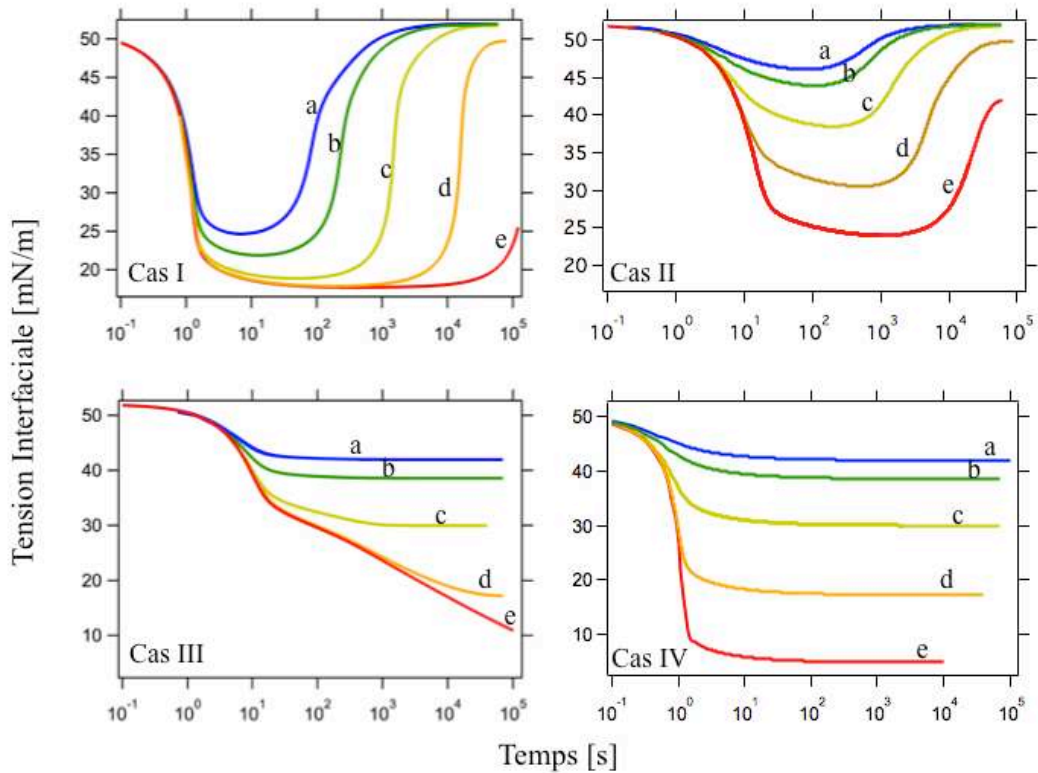 50
45
40
35
30
25
20
a
b
c
d
e
Cas I
10⁻¹ 10⁰ 10¹ 10² 10³ 10⁴ 10⁵
50
45
40
35
30
25
20
a
b
c
d
e
Cas II
10⁻¹ 10⁰ 10¹ 10² 10³ 10⁴ 10⁵
Tension Interfaciale [mN/m]
50
40
30
20
10
a
b
c
d
e
Cas III
10⁻¹ 10⁰ 10¹ 10² 10³ 10⁴ 10⁵
50
40
30
20
10
a
b
c
d
e
Cas IV
10⁻¹ 10⁰ 10¹ 10² 10³ 10⁴ 10⁵
Temps [s]